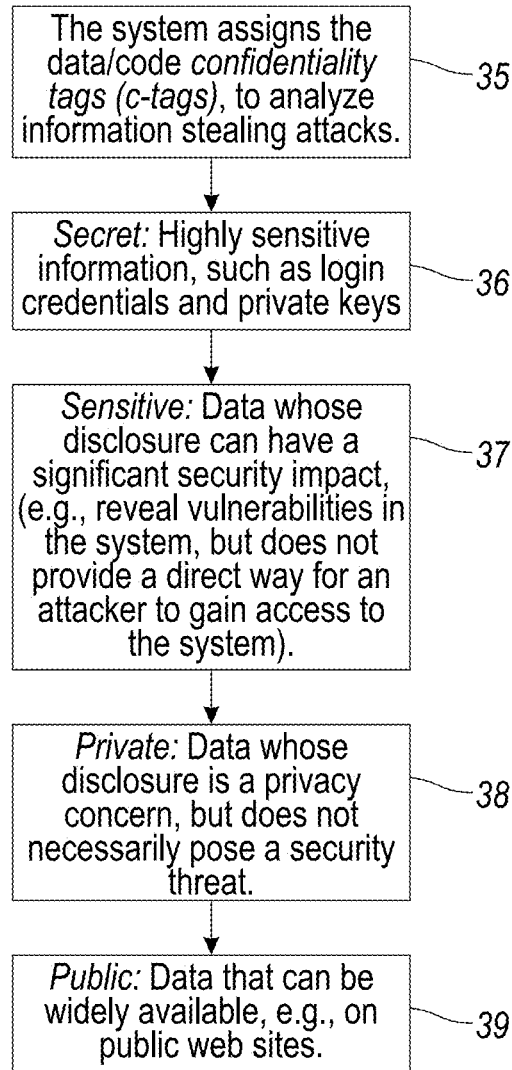 The system assigns the
data/code confidentiality
tags (c-tags), to analyze
information stealing attacks.
35
Secret: Highly sensitive
information, such as login
credentials and private keys
36
Sensitive: Data whose
disclosure can have a
significant security impact,
(e.g., reveal vulnerabilities in
the system, but does not
provide a direct way for an
attacker to gain access to
the system).
37
Private: Data whose
disclosure is a privacy
concern, but does not
necessarily pose a security
threat.
38
Public: Data that can be
widely available, e.g., on
public web sites.
39